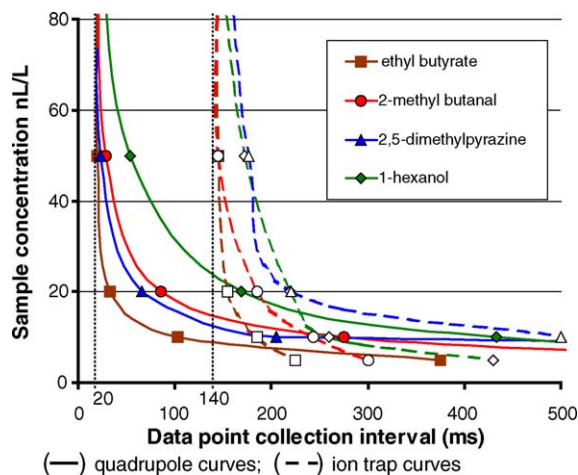 Sample concentration nL/L
80
60
40
20
0
ethyl butyrate
2-methyl butanal
2,5-dimethylpyrazine
1-hexanol
0 20 100 140 200 300 400 500
Data point collection interval (ms)
(—) quadrupole curves; (– –) ion trap curves